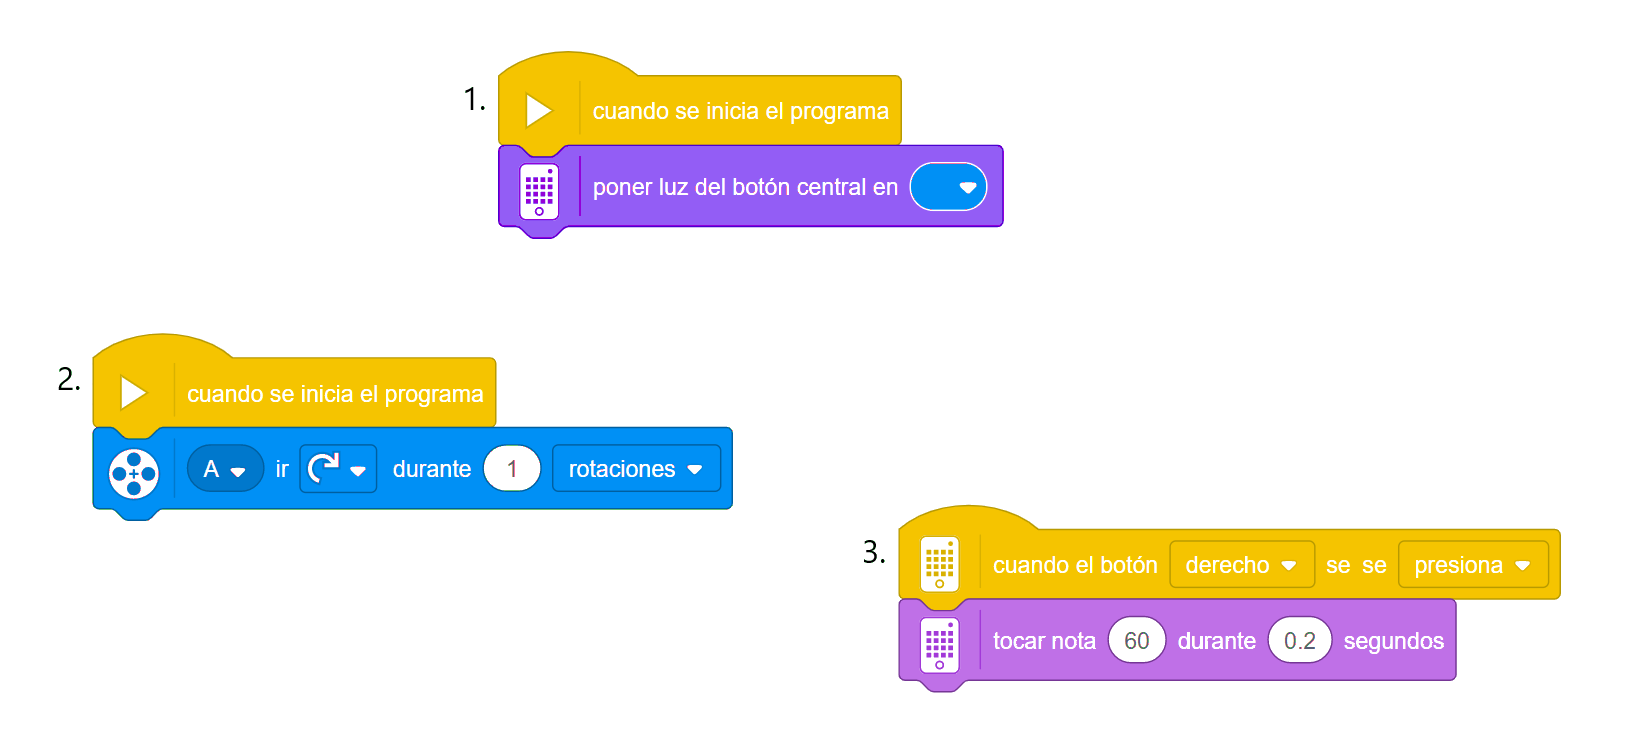 1. cuando se inicia el programa
poner luz del botón central en
2. cuando se inicia el programa
A ir durante 1 rotaciones
3. cuando el botón derecho se se presiona
tocar nota 60 durante 0.2 segundos